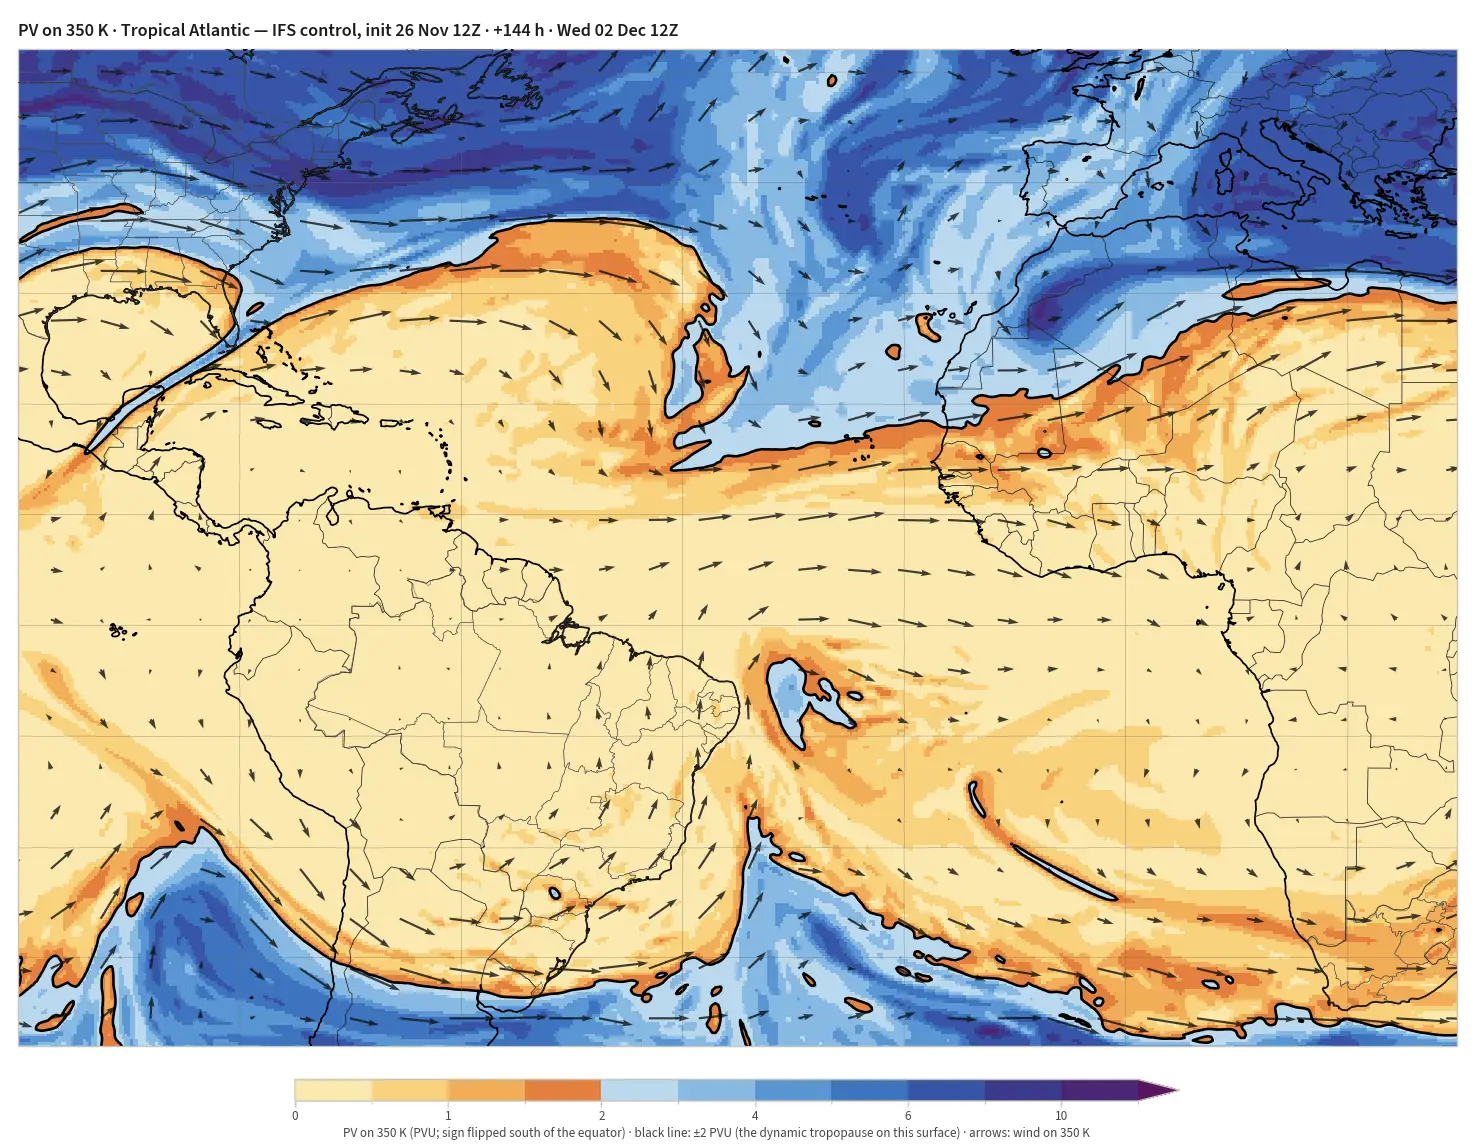 PV on 350 K · Tropical Atlantic — IFS control, init 26 Nov 12Z · +144 h · Wed 02 Dec 12Z
0 1 2 4 6 8 10
PV on 350 K (PVU; sign flipped south of the equator) · black line: ±2 PVU (the dynamic tropopause on this surface) · arrows: wind on 350 K